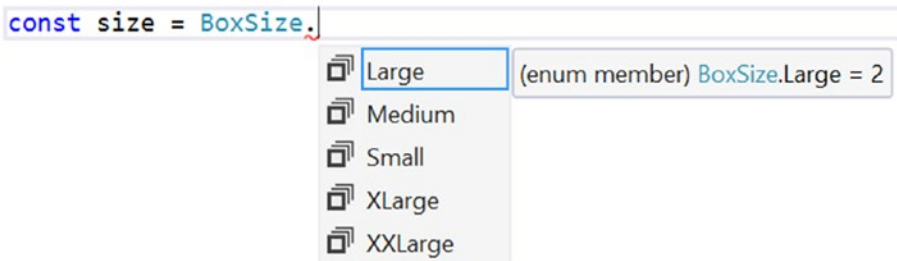 const size = BoxSize.
Large (enum member) BoxSize.Large = 2
Medium
Small
XLarge
XXLarge